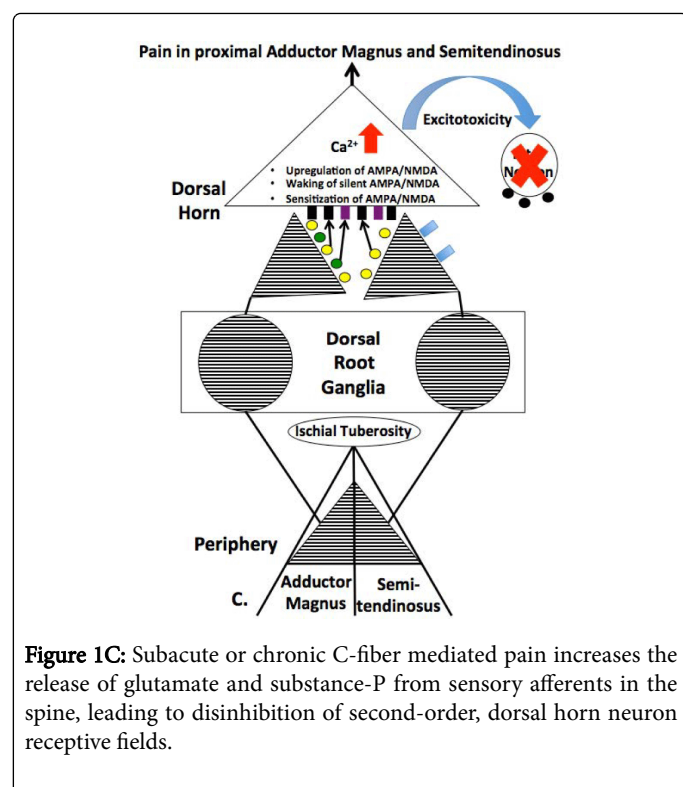 Pain in proximal Adductor Magnus and Semitendinosus
Excitotoxicity
Ca²⁺
• Upregulation of AMPA/NMDA
• Waking of silent AMPA/NMDA
• Sensitization of AMPA/NMDA
Dorsal
Horn
Dorsal
Root
Ganglia
Ischial Tuberosity
Periphery
Adductor
Magnus
Semi-
tendinosus
C.
Figure 1C: Subacute or chronic C-fiber mediated pain increases the
release of glutamate and substance-P from sensory afferents in the
spine, leading to disinhibition of second-order, dorsal horn neuron
receptive fields.